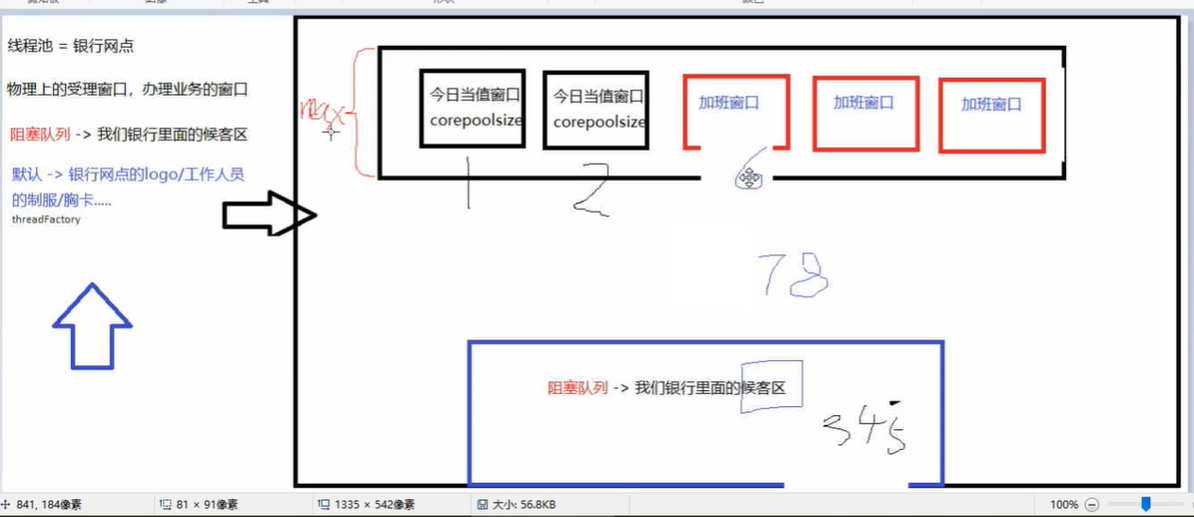 线程池 = 银行网点
物理上的受理窗口，办理业务的窗口
阻塞队列 -> 我们银行里面的候客区
默认 -> 银行网点的logo/工作人员
的制服/胸卡.....
threadFactory
max
今日当值窗口
corepoolsize
今日当值窗口
corepoolsize
加班窗口
加班窗口
加班窗口
1
2
6
7 8
阻塞队列 -> 我们银行里面的候客区
3 4 5
841, 184像素
81 × 91像素
1335 × 542像素
大小: 56.8KB
100%